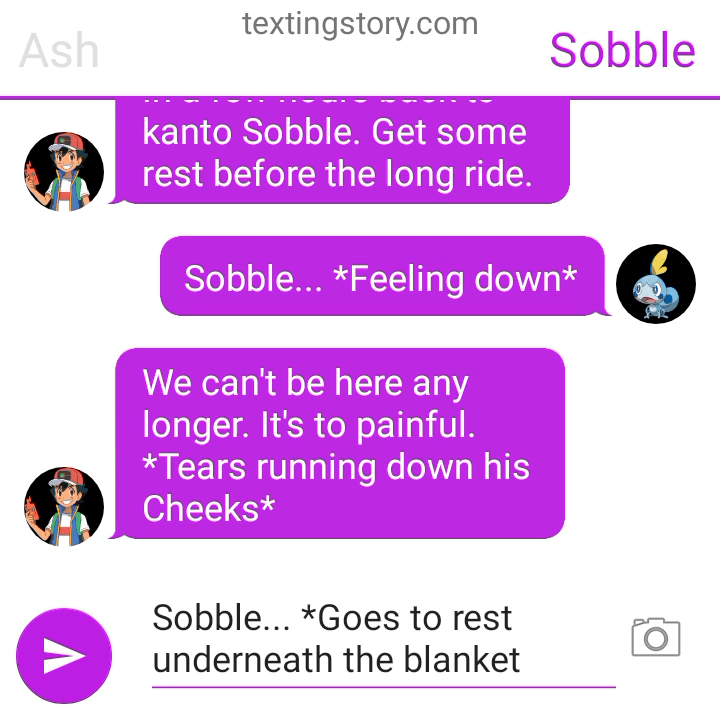 textingstory.com
Ash
Sobble
in a few hours back to
kanto Sobble. Get some
rest before the long ride.
Sobble... *Feeling down*
We can't be here any
longer. It's to painful.
*Tears running down his
Cheeks*
Sobble... *Goes to rest
underneath the blanket